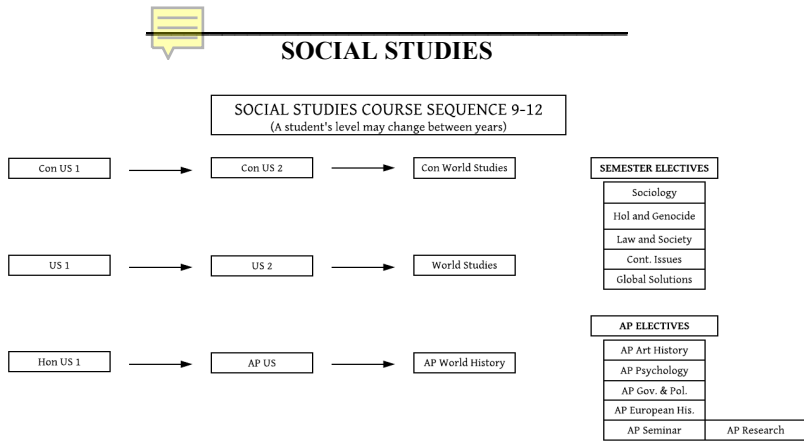 SOCIAL STUDIES
SOCIAL STUDIES COURSE SEQUENCE 9-12
(A student's level may change between years)
Con US 1
Con US 2
Con World Studies
US 1
US 2
World Studies
Hon US 1
AP US
AP World History
SEMESTER ELECTIVES
Sociology
Hol and Genocide
Law and Society
Cont. Issues
Global Solutions
AP ELECTIVES
AP Art History
AP Psychology
AP Gov. & Pol.
AP European His.
AP Seminar AP Research